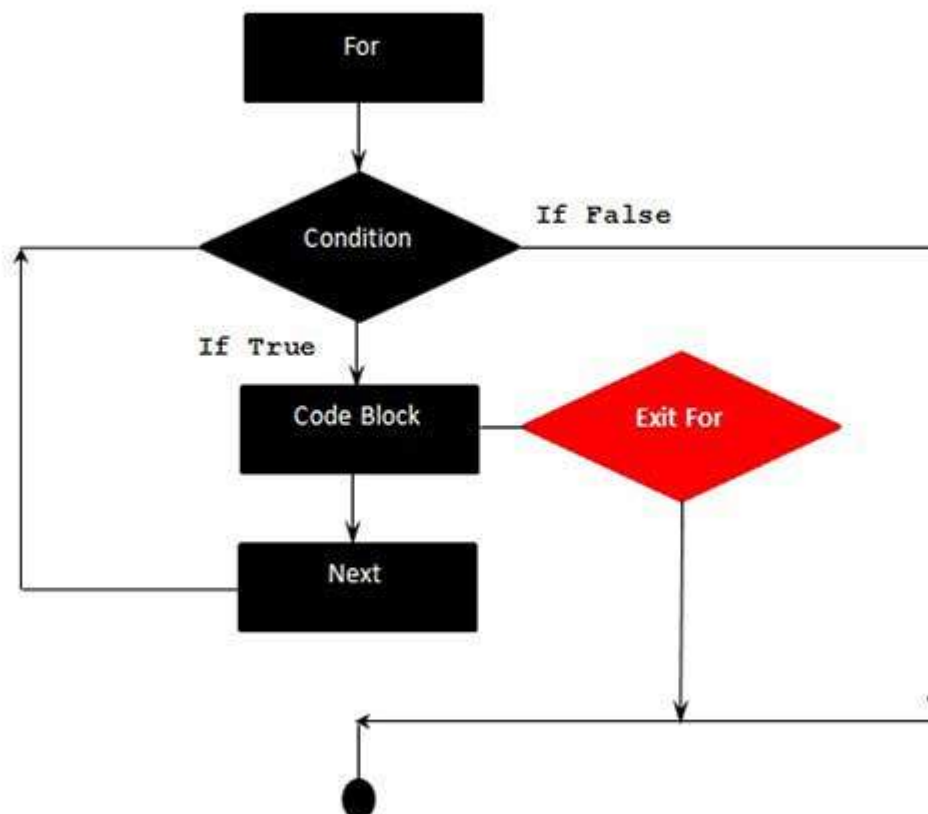 For
If False
Condition
If True
Code Block
Exit For
Next